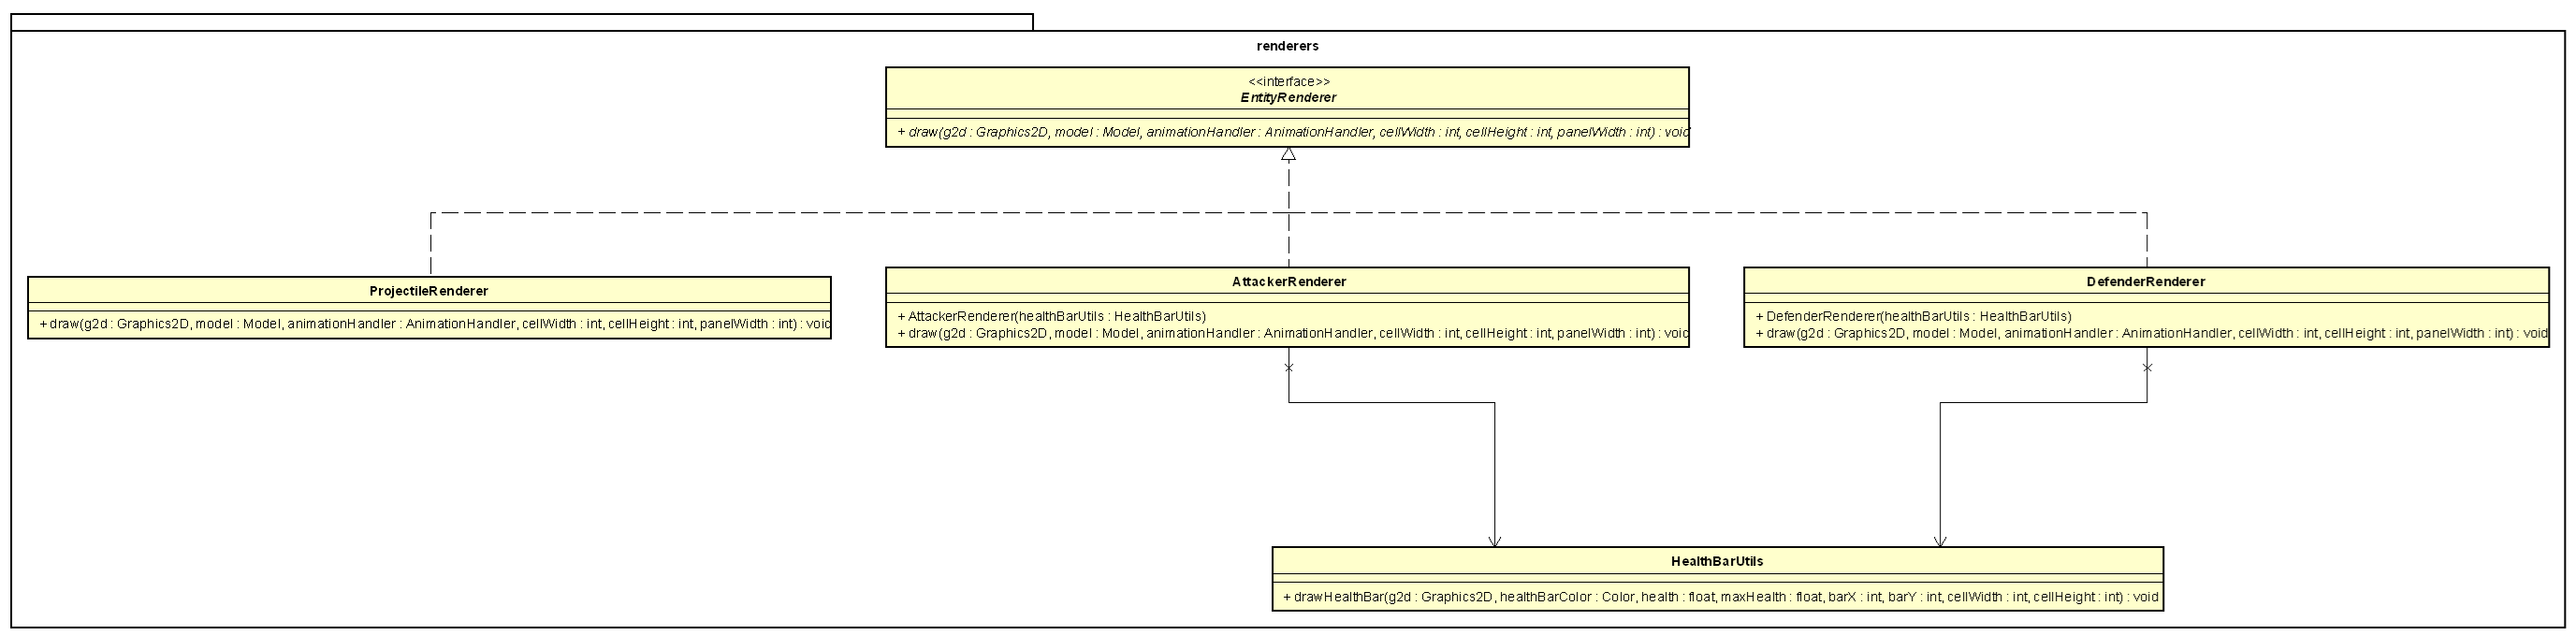 renderers
<<interface>>
EntityRenderer
+ draw(g2d : Graphics2D, model : Model, animationHandler : AnimationHandler, cellWidth : int, cellHeight : int, panelWidth : int) : void
ProjectileRenderer
+ draw(g2d : Graphics2D, model : Model, animationHandler : AnimationHandler, cellWidth : int, cellHeight : int, panelWidth : int) : void
AttackerRenderer
+ AttackerRenderer(healthBarUtils : HealthBarUtils)
+ draw(g2d : Graphics2D, model : Model, animationHandler : AnimationHandler, cellWidth : int, cellHeight : int, panelWidth : int) : void
DefenderRenderer
+ DefenderRenderer(healthBarUtils : HealthBarUtils)
+ draw(g2d : Graphics2D, model : Model, animationHandler : AnimationHandler, cellWidth : int, cellHeight : int, panelWidth : int) : void
HealthBarUtils
+ drawHealthBar(g2d : Graphics2D, healthBarColor : Color, health : float, maxHealth : float, barX : int, barY : int, cellWidth : int, cellHeight : int) : void